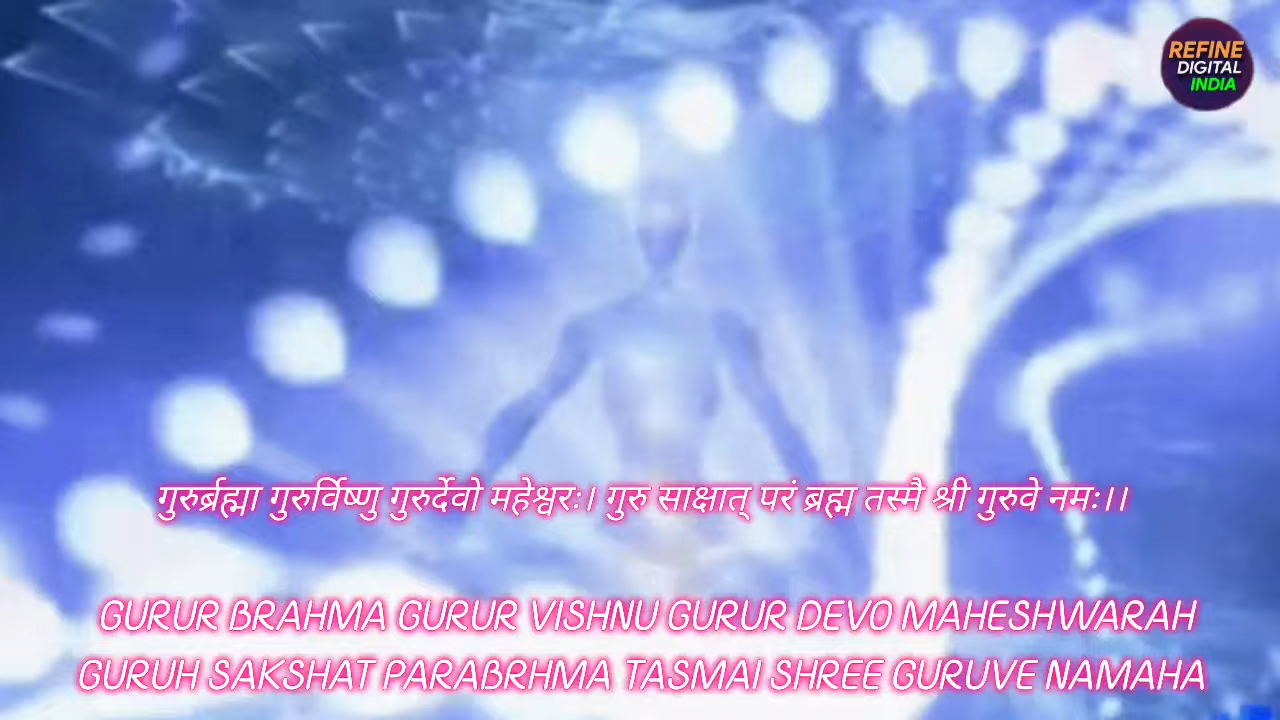 REFINE
DIGITAL
INDIA
गुरुर्ब्रह्मा गुरुर्विष्णु गुरुर्देवो महेश्वरः। गुरु साक्षात् परं ब्रह्म तस्मै श्री गुरुवे नमः।।
GURUR BRAHMA GURUR VISHNU GURUR DEVO MAHESHWARAH
GURUH SAKSHAT PARABRHMA TASMAI SHREE GURUVE NAMAHA